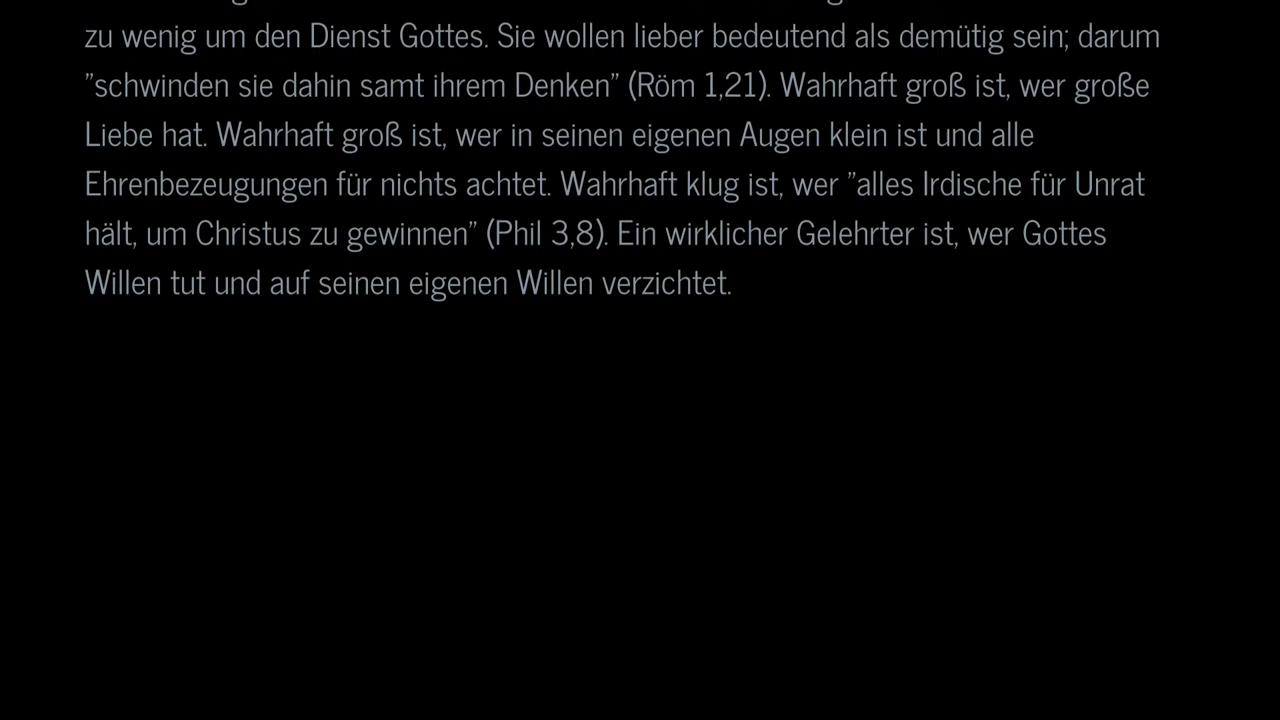 zu wenig um den Dienst Gottes. Sie wollen lieber bedeutend als demütig sein; darum
"schwinden sie dahin samt ihrem Denken" (Röm 1,21). Wahrhaft groß ist, wer große
Liebe hat. Wahrhaft groß ist, wer in seinen eigenen Augen klein ist und alle
Ehrenbezeugungen für nichts achtet. Wahrhaft klug ist, wer "alles Irdische für Unrat
hält, um Christus zu gewinnen" (Phil 3,8). Ein wirklicher Gelehrter ist, wer Gottes
Willen tut und auf seinen eigenen Willen verzichtet.